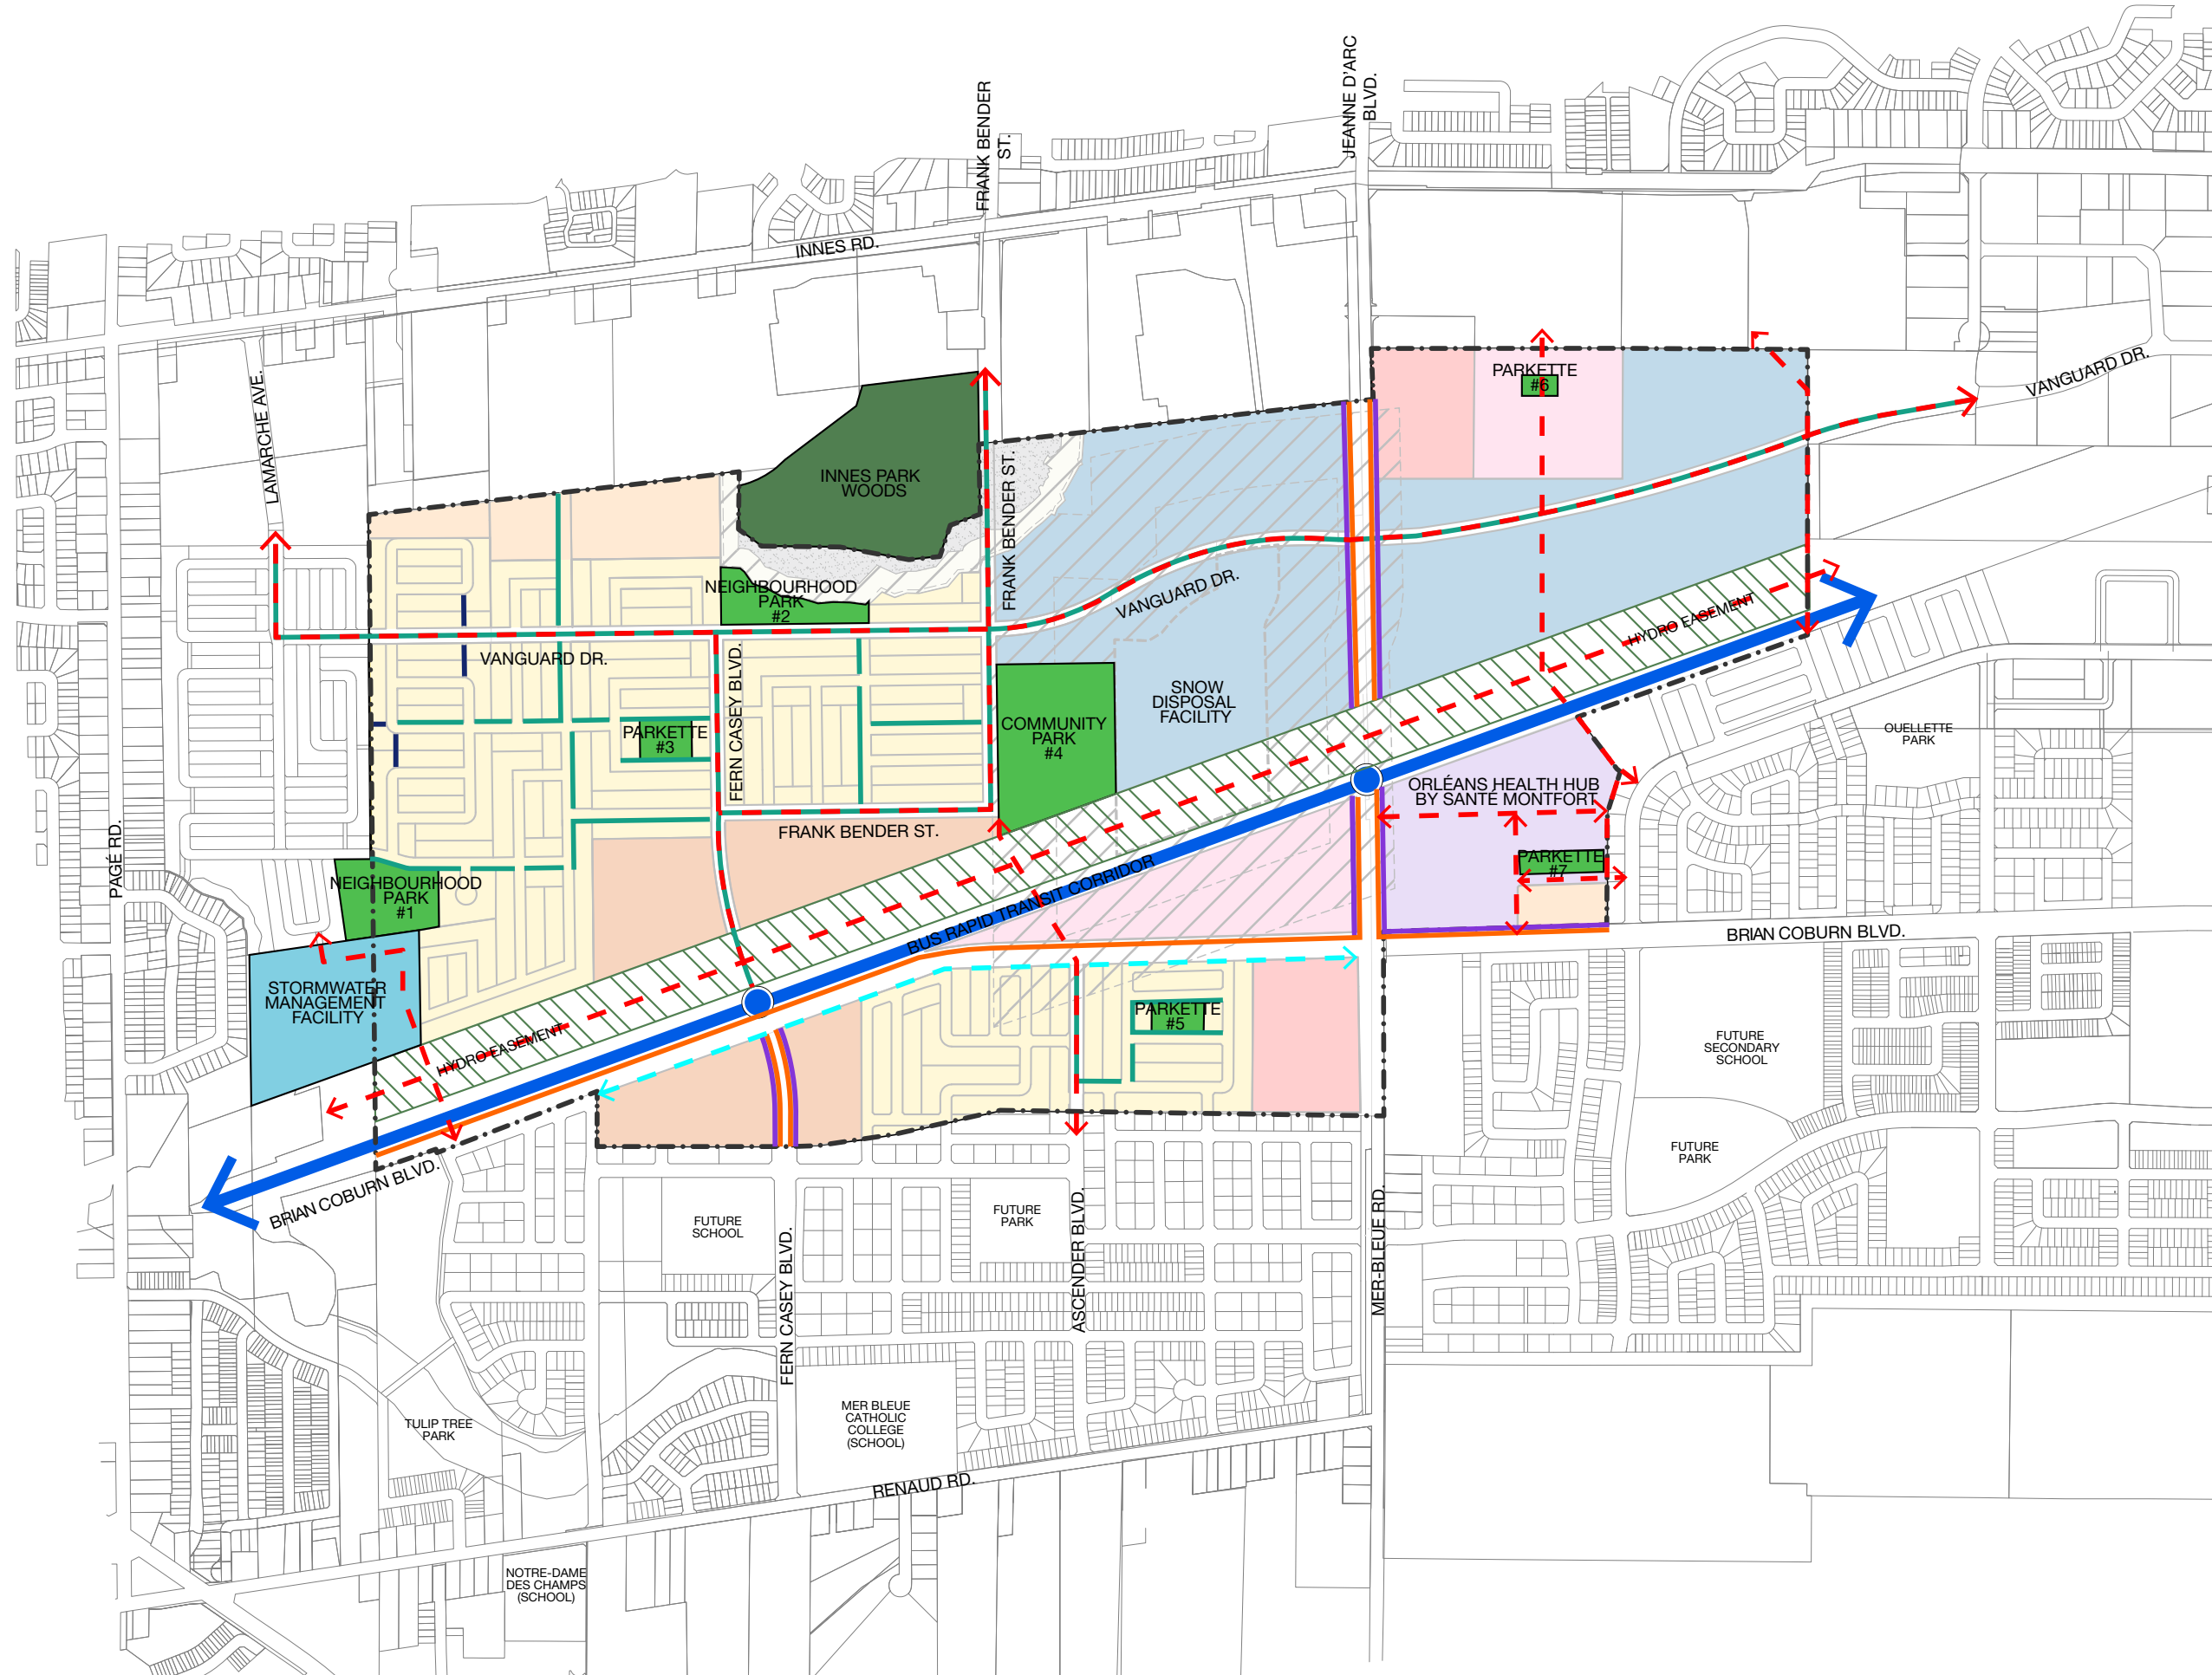 FRANK BENDER
ST.
JEANNE D'ARC
BLVD.
INNES RD.
LAMARCHE AVE.
VANGUARD DR.
PARKETTE
#6
INNES PARK
WOODS
FRANK BENDER ST.
NEIGHBOURHOOD
PARK
#2
VANGUARD DR.
HYDRO EASEMENT
VANGUARD DR.
FERN CASEY BLVD.
SNOW
DISPOSAL
FACILITY
COMMUNITY
PARK
#4
PARKETTE
#3
OUELLETTE
PARK
ORLÉANS HEALTH HUB
BY SANTÉ MONTFORT
FRANK BENDER ST.
PAGÉ RD.
PARKETTE
#7
NEIGHBOURHOOD
PARK
#1
BUS RAPID TRANSIT CORRIDOR
BRIAN COBURN BLVD.
STORMWATER
MANAGEMENT
FACILITY
PARKETTE
#5
HYDRO EASEMENT
FUTURE
SECONDARY
SCHOOL
FUTURE
PARK
BRIAN COBURN BLVD.
FUTURE
SCHOOL
FUTURE
PARK
FERN CASEY BLVD.
ASCENDER BLVD.
MER-BLEUE RD.
TULIP TREE
PARK
MER BLEUE
CATHOLIC
COLLEGE
(SCHOOL)
RENAUD RD.
NOTRE-DAME
DES CHAMPS
(SCHOOL)